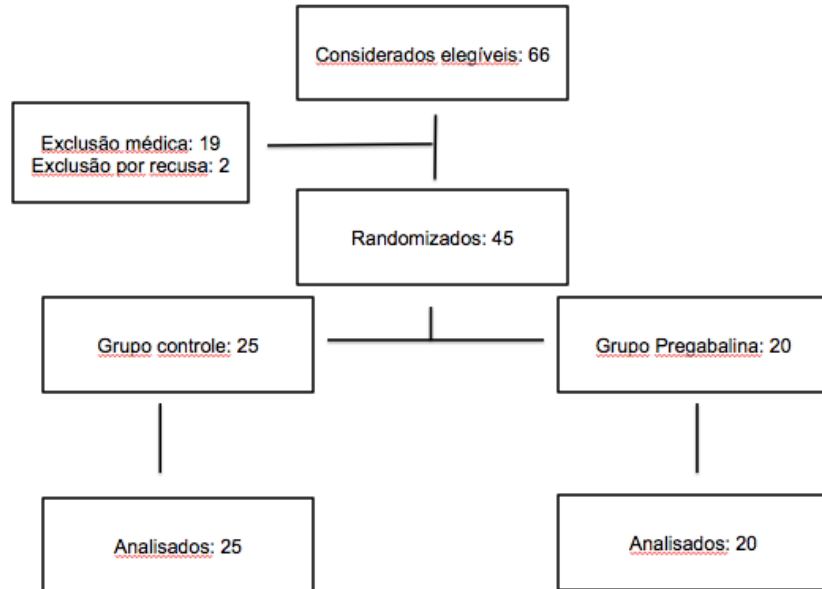 Considerados elegíveis: 66
Exclusão médica: 19
Exclusão por recusa: 2
Randomizados: 45
Grupo controle: 25
Grupo Pregabalina: 20
Analisados: 25
Analisados: 20